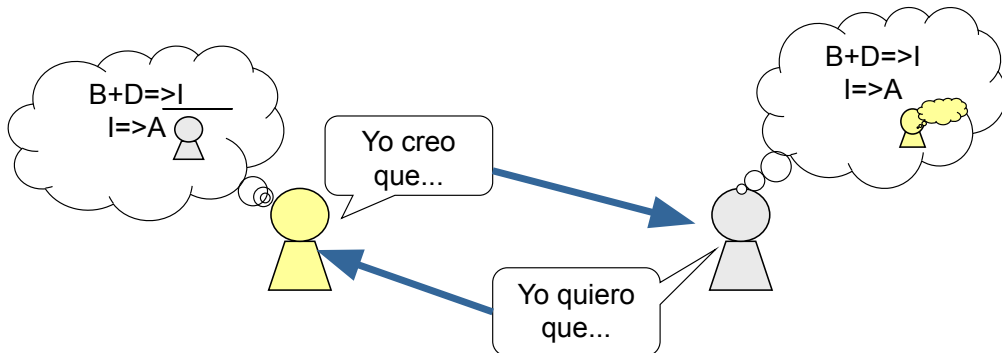 B+D=>I
I=>A
Yo creo
que...
B+D=>I
I=>A
Yo quiero
que...